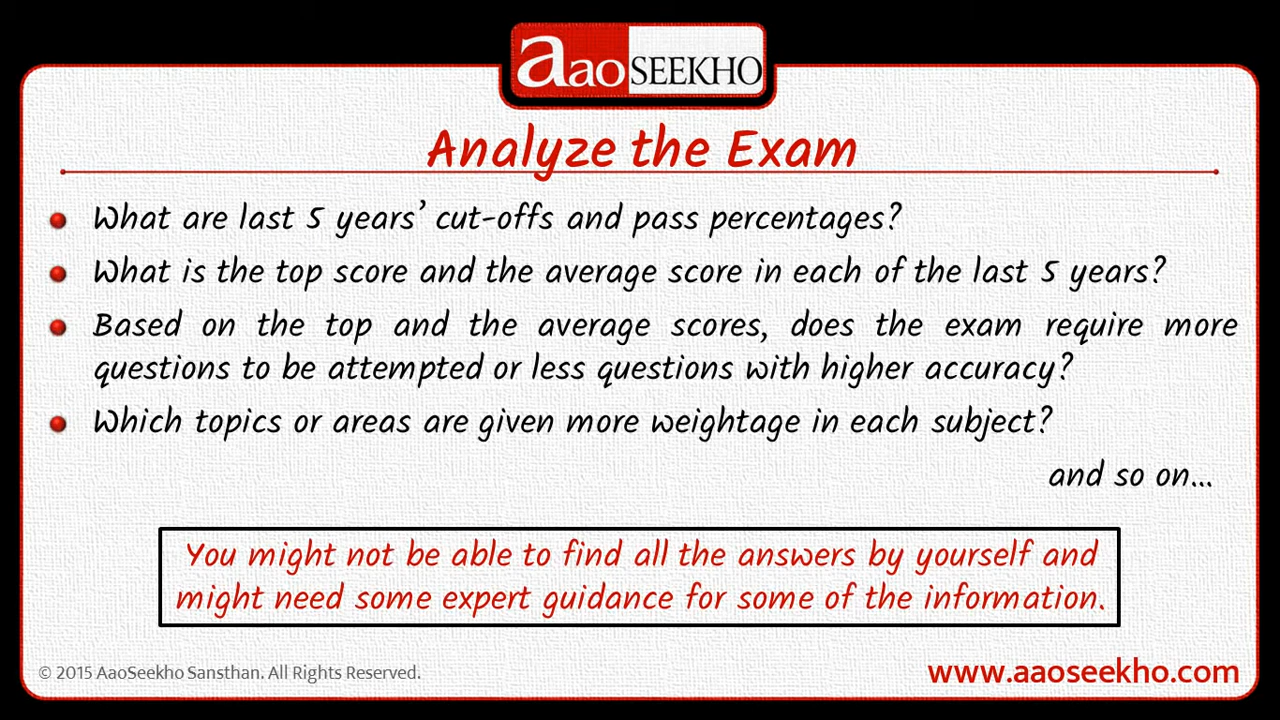 aaoSEEKHO
Analyze the Exam
What are last 5 years’ cut-offs and pass percentages?
What is the top score and the average score in each of the last 5 years?
Based on the top and the average scores, does the exam require more
questions to be attempted or less questions with higher accuracy?
Which topics or areas are given more weightage in each subject?
and so on...
You might not be able to find all the answers by yourself and
might need some expert guidance for some of the information.
© 2015 AaoSeekho Sansthan. All Rights Reserved.
www.aaoseekho.com